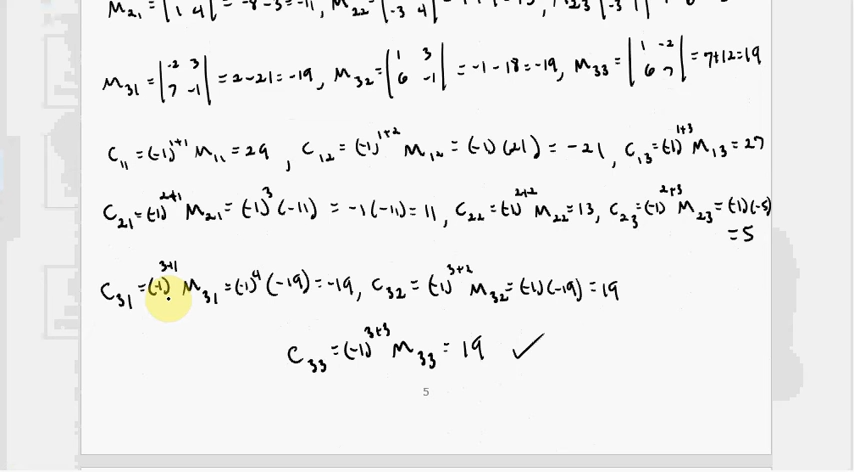 M₃₁ = |-2 3; 7 -1| = 2-21 = -19, M₃₂ = |1 3; 6 -1| = -1-18 = -19, M₃₃ = |1 -2; 6 7| = 7+12 = 19
C₁₁ = (-1)¹⁺¹ M₁₁ = 29, C₁₂ = (-1)¹⁺² M₁₂ = (-1)(21) = -21, C₁₃ = (-1)¹⁺³ M₁₃ = 27
C₂₁ = (-1)²⁺¹ M₂₁ = (-1)³(-11) = -1(-11) = 11, C₂₂ = (-1)²⁺² M₂₂ = 13, C₂₃ = (-1)²⁺³ M₂₃ = (-1)(-5)
= 5
C₃₁ = (-1)³⁺¹ M₃₁ = (-1)⁴(-19) = -19, C₃₂ = (-1)³⁺² M₃₂ = (-1)(-19) = 19
C₃₃ = (-1)³⁺³ M₃₃ = 19 ✓
5